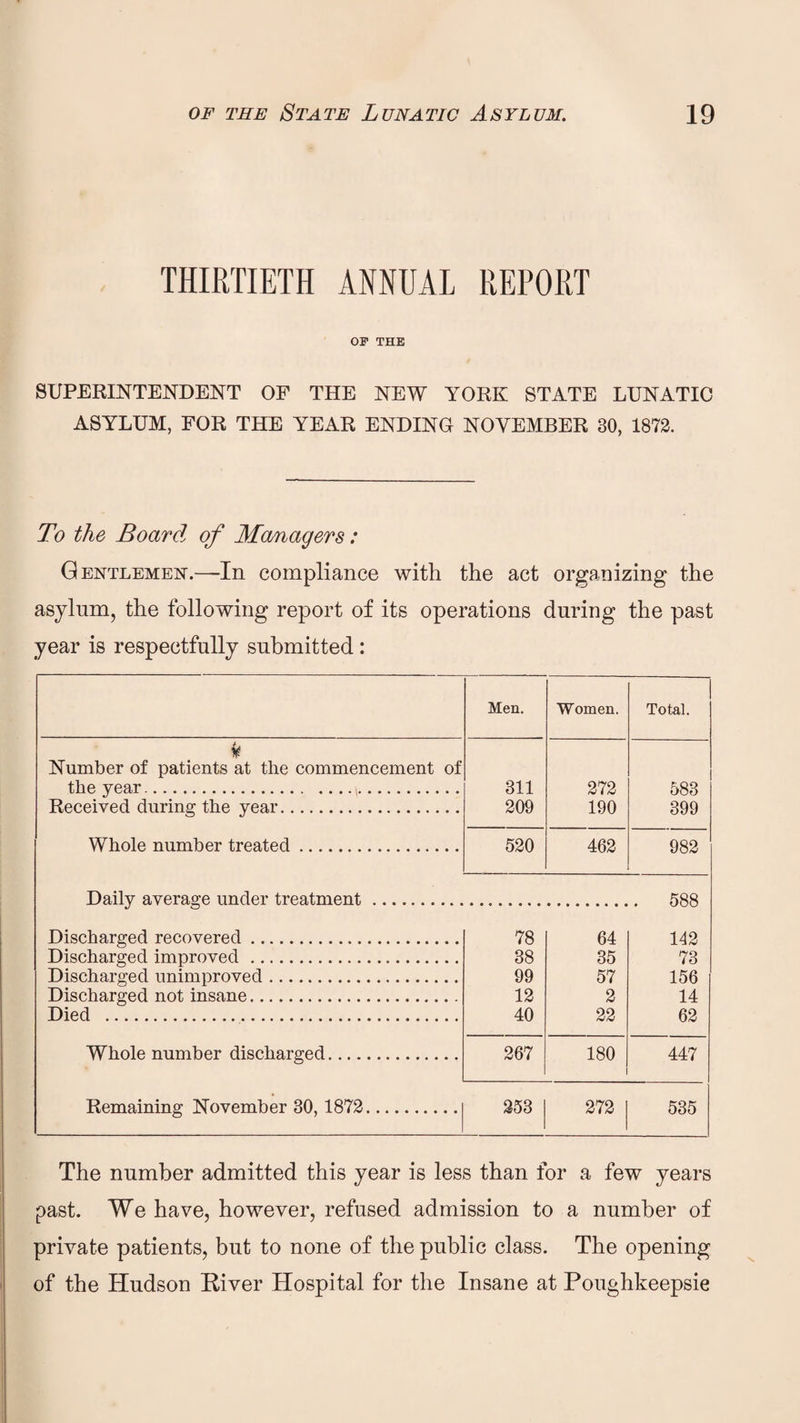 OF THE STATE LUNATIC ASYLUM. 19
THIRTIETH ANNUAL REPORT
OF THE
SUPERINTENDENT OF THE NEW YORK STATE LUNATIC
ASYLUM, FOR THE YEAR ENDING NOVEMBER 30, 1872.
To the Board of Managers:
GENTLEMEN.—In compliance with the act organizing the
asylum, the following report of its operations during the past
year is respectfully submitted:
Men. Women. Total.
Number of patients at the commencement of
the year.................................... 311 272 583
Received during the year................... 209 190 399
Whole number treated................. 520 462 982
Daily average under treatment............................ 588
Discharged recovered...................... 78 64 142
Discharged improved...................... 38 35 73
Discharged unimproved.................... 99 57 156
Discharged not insane...................... 12 2 14
Died..................................... 40 22 62
Whole number discharged.............. 267 180 447
Remaining November 30, 1872.......... 253 272 535
The number admitted this year is less than for a few years
past. We have, however, refused admission to a number of
private patients, but to none of the public class. The opening
of the Hudson River Hospital for the Insane at Poughkeepsie